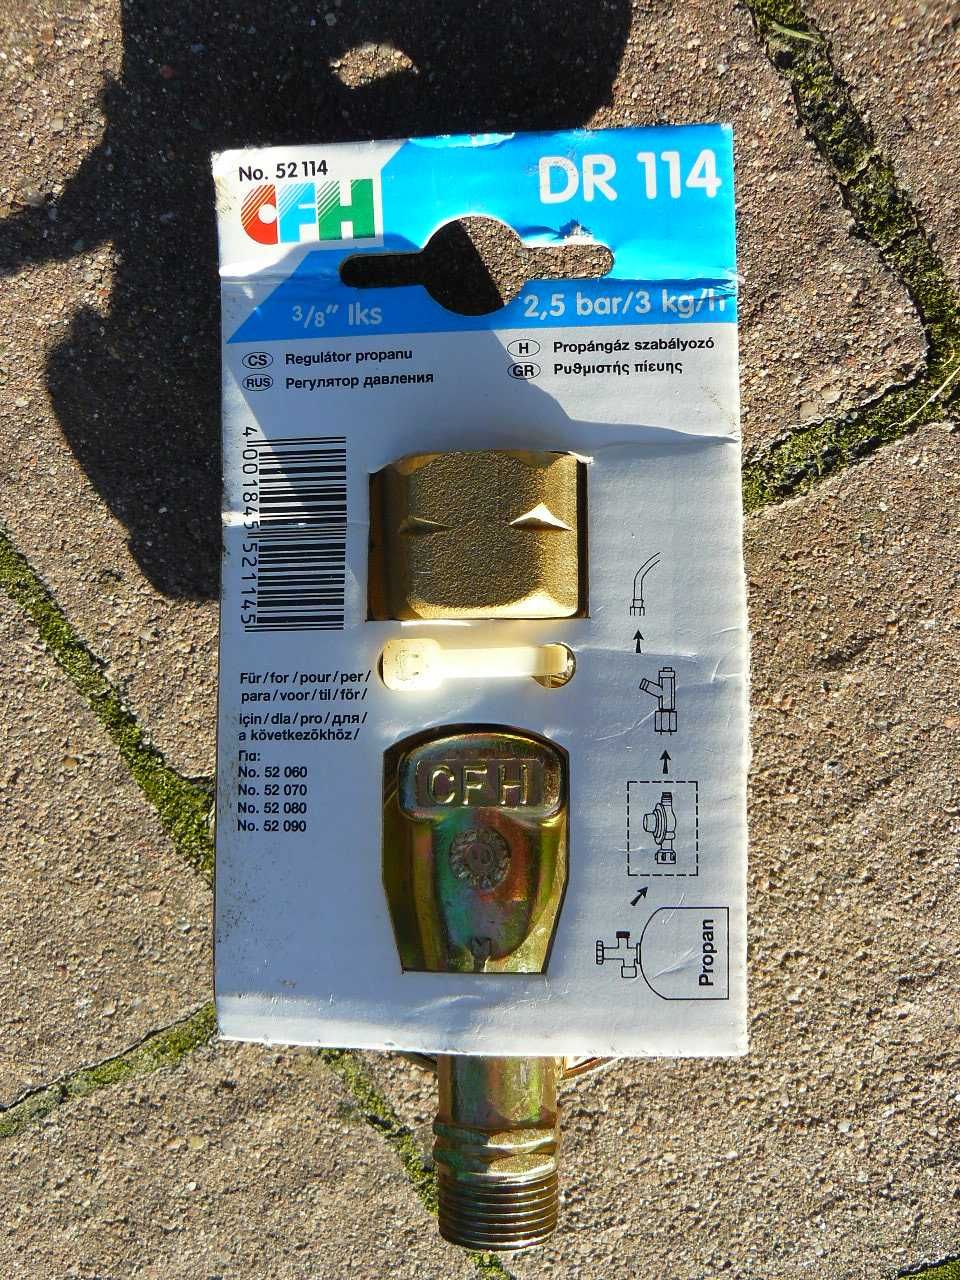 No. 52 114
CFH
DR 114
3/8" lks
2,5 bar/3 kg/h
CS Regulátor propanu
RUS Регулятор давления
H Propángáz szabályozó
GR Ρυθμιστής πίευης
4 001845 521145
Für/for/pour/per/
para/voor/til/för/
için/dla/pro/для/
a következõkhöz/
Για:
No. 52 060
No. 52 070
No. 52 080
No. 52 090
CFH
Propan